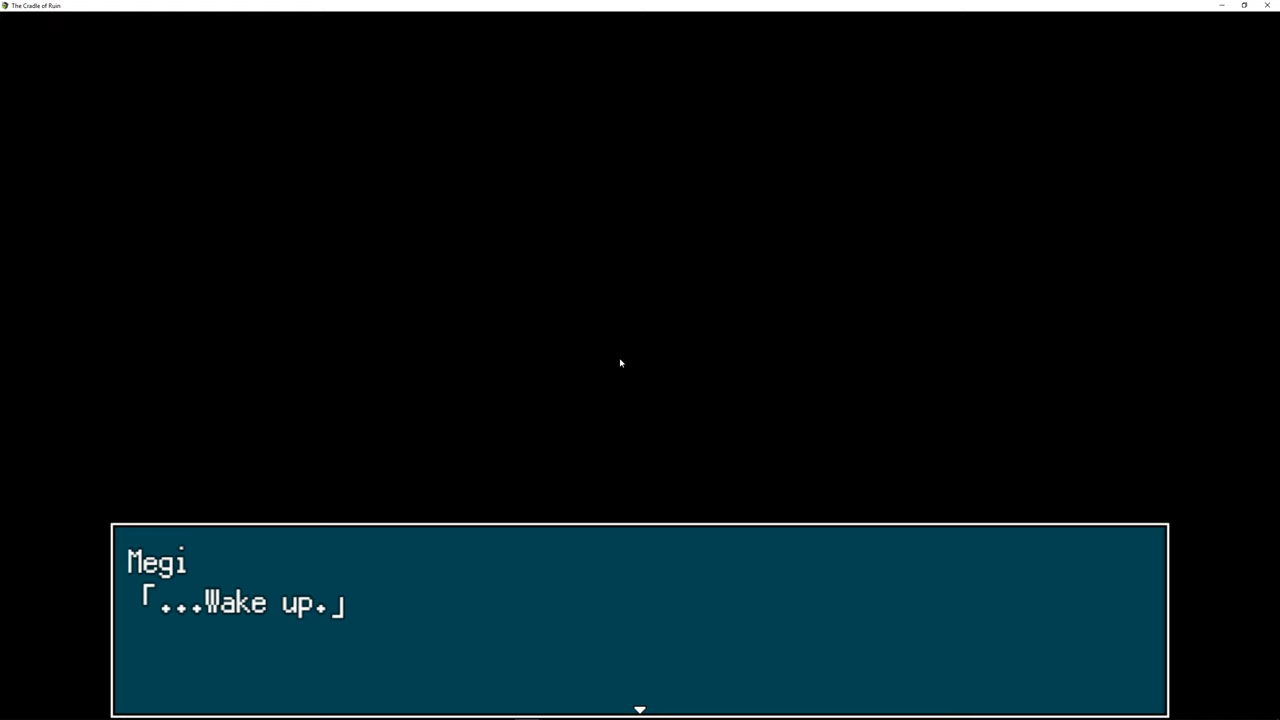 The Cradle of Ruin
Megi
「...Wake up.」